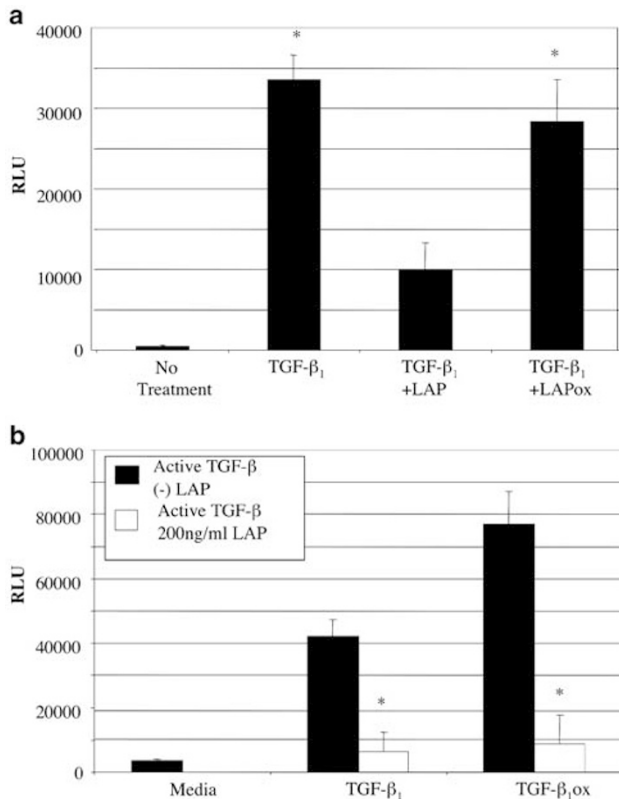 a
40000
30000
20000
10000
0
RLU
*
*
No
Treatment
TGF-β₁
TGF-β₁
+LAP
TGF-β₁
+LAPox
b
100000
80000
60000
40000
20000
0
RLU
Active TGF-β
(-) LAP
Active TGF-β
200ng/ml LAP
*
*
Media
TGF-β₁
TGF-β₁ox